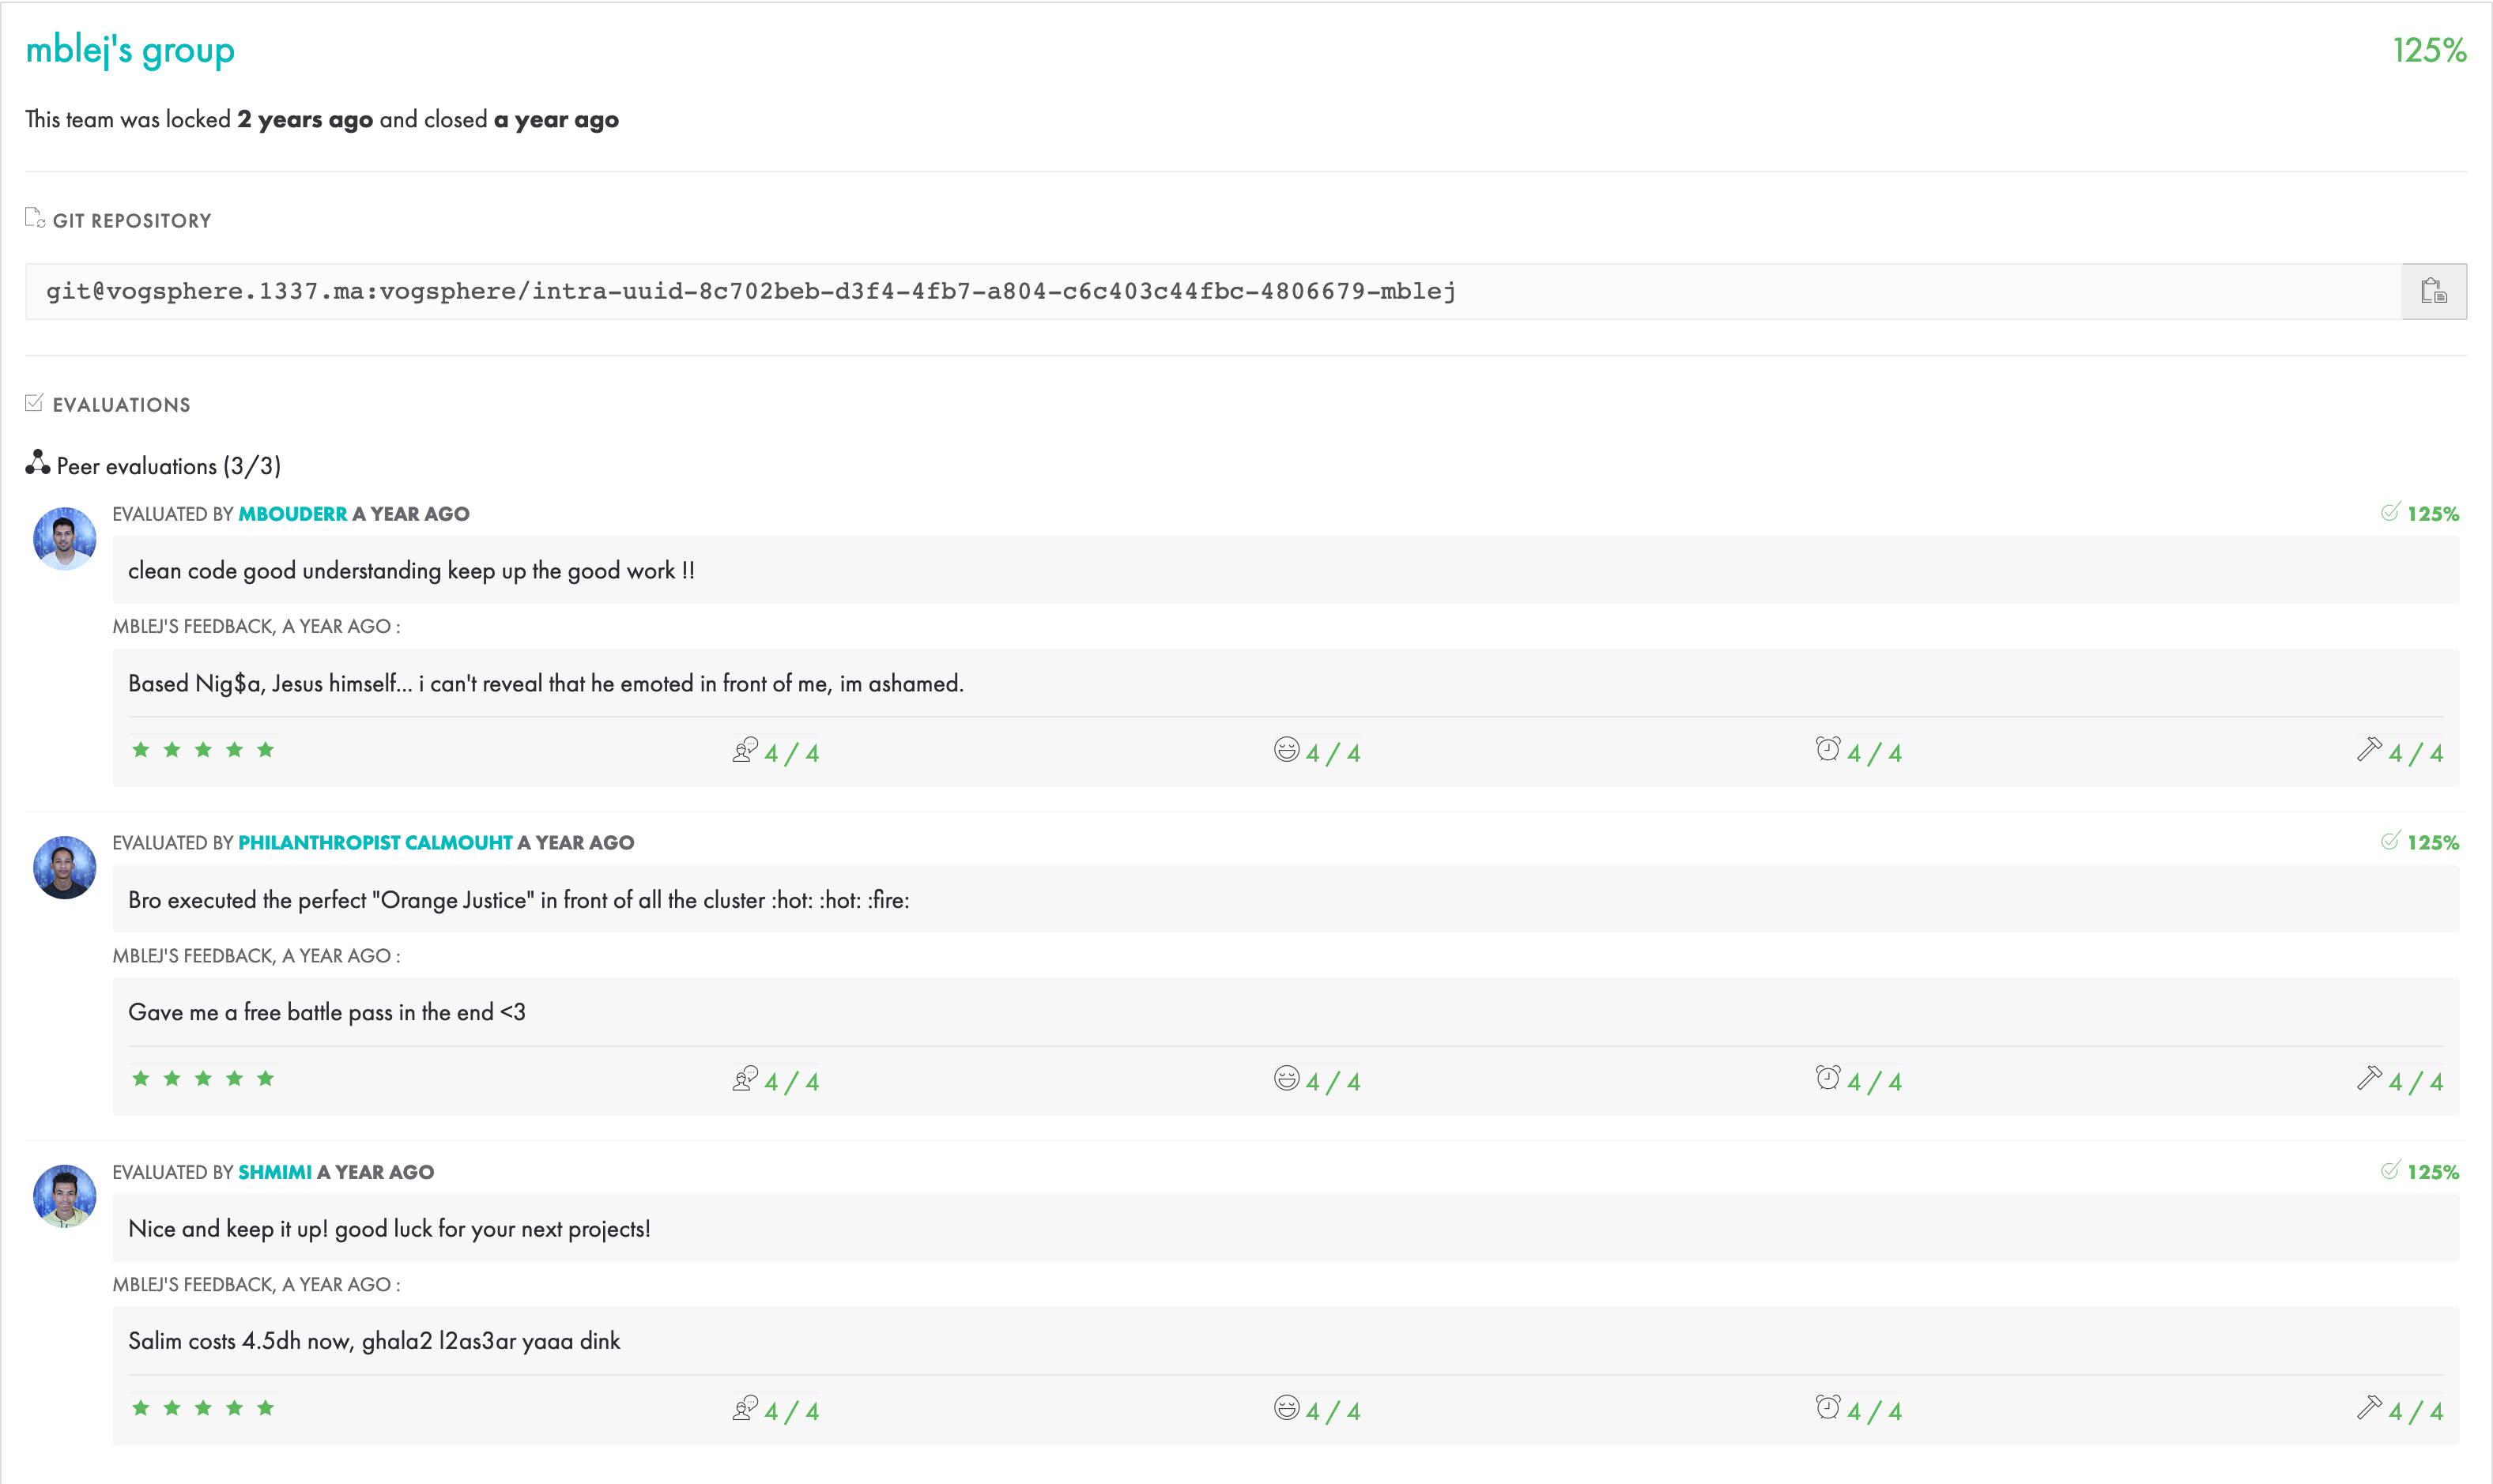 mblej's group
125%
This team was locked 2 years ago and closed a year ago
GIT REPOSITORY
git@vogsphere.1337.ma:vogsphere/intra-uuid-8c702beb-d3f4-4fb7-a804-c6c403c44fbc-4806679-mblej
EVALUATIONS
Peer evaluations (3/3)
EVALUATED BY MBOUDERR A YEAR AGO
125%
clean code good understanding keep up the good work !!
MBLEJ'S FEEDBACK, A YEAR AGO :
Based Nig$a, Jesus himself... i can't reveal that he emoted in front of me, im ashamed.
4 / 4
4 / 4
4 / 4
4 / 4
EVALUATED BY PHILANTHROPIST CALMOUHT A YEAR AGO
125%
Bro executed the perfect "Orange Justice" in front of all the cluster :hot: :hot: :fire:
MBLEJ'S FEEDBACK, A YEAR AGO :
Gave me a free battle pass in the end <3
4 / 4
4 / 4
4 / 4
4 / 4
EVALUATED BY SHMIMI A YEAR AGO
125%
Nice and keep it up! good luck for your next projects!
MBLEJ'S FEEDBACK, A YEAR AGO :
Salim costs 4.5dh now, ghala2 l2as3ar yaaa dink
4 / 4
4 / 4
4 / 4
4 / 4